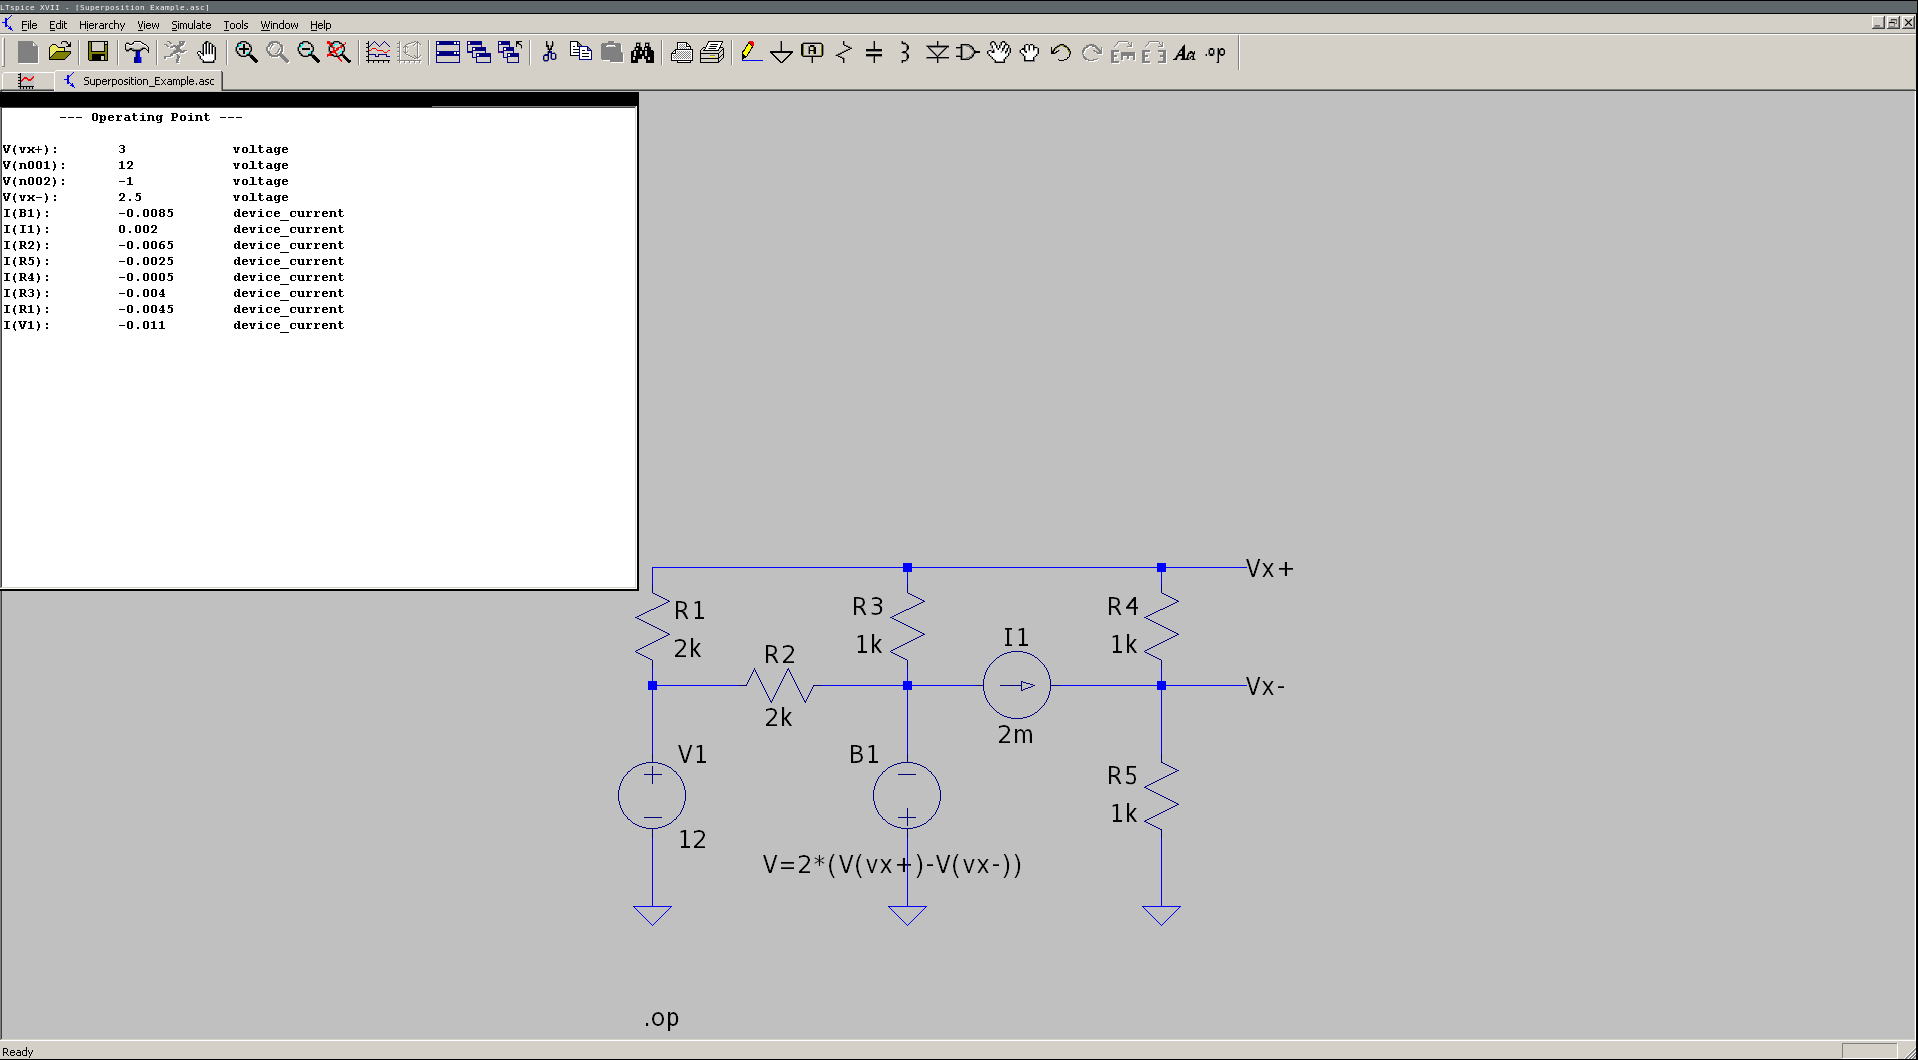 LTspice XVII - [Superposition Example.asc]
File Edit Hierarchy View Simulate Tools Window Help
Aa .op
Superposition_Example.asc
--- Operating Point ---
V(vx+): 3 voltage
V(n001): 12 voltage
V(n002): -1 voltage
V(vx-): 2.5 voltage
I(B1): -0.0085 device_current
I(I1): 0.002 device_current
I(R2): -0.0065 device_current
I(R5): -0.0025 device_current
I(R4): -0.0005 device_current
I(R3): -0.004 device_current
I(R1): -0.0045 device_current
I(V1): -0.011 device_current
Vx+
R1
2k
R3
1k
R4
1k
I1
2m
R2
2k
Vx-
V1
12
B1
V=2*(V(vx+)-V(vx-))
R5
1k
.op
Ready